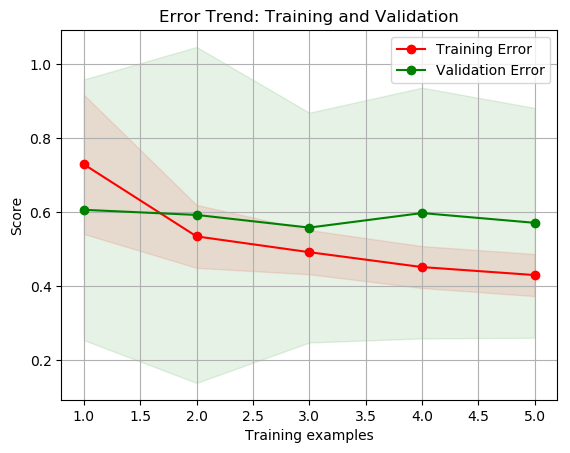 Error Trend: Training and Validation
Training Error
Validation Error
Score
1.0
0.8
0.6
0.4
0.2
1.0 1.5 2.0 2.5 3.0 3.5 4.0 4.5 5.0
Training examples